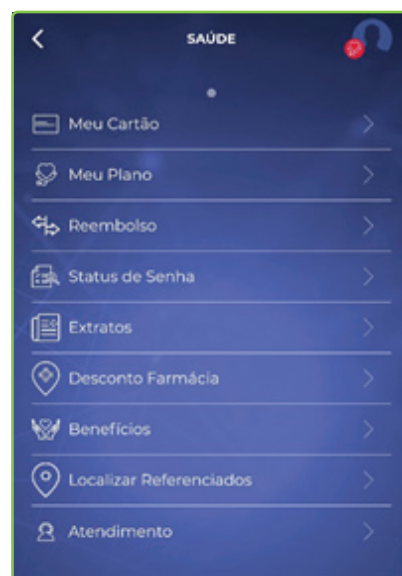 SAÚDE
Meu Cartão
Meu Plano
Reembolso
Status de Senha
Extratos
Desconto Farmácia
Benefícios
Localizar Referenciados
Atendimento